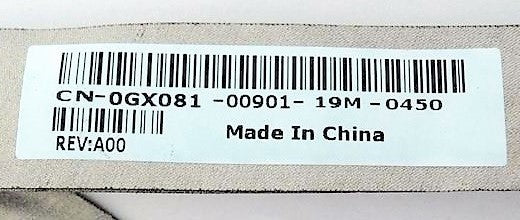 CN-0GX081 -00901- 19M -0450
Made In China
REV:A00